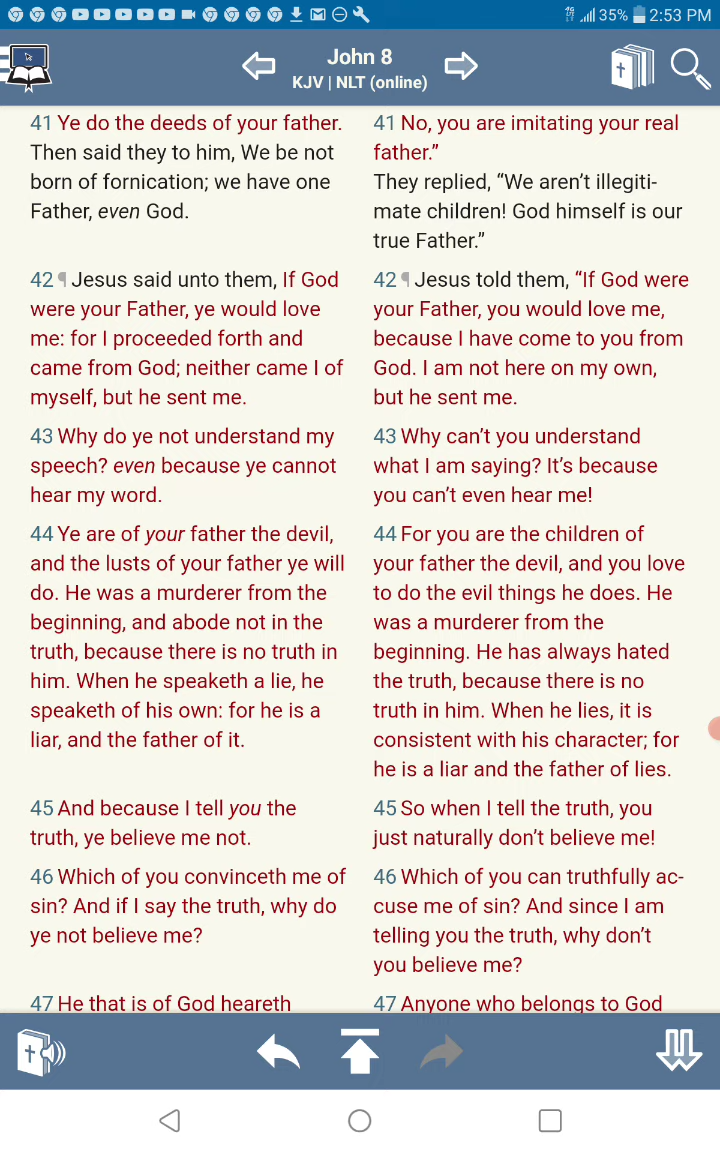 35% 2:53 PM
John 8
KJV | NLT (online)
41 Ye do the deeds of your father.
Then said they to him, We be not
born of fornication; we have one
Father, even God.
42 ¶ Jesus said unto them, If God
were your Father, ye would love
me: for I proceeded forth and
came from God; neither came I of
myself, but he sent me.
43 Why do ye not understand my
speech? even because ye cannot
hear my word.
44 Ye are of your father the devil,
and the lusts of your father ye will
do. He was a murderer from the
beginning, and abode not in the
truth, because there is no truth in
him. When he speaketh a lie, he
speaketh of his own: for he is a
liar, and the father of it.
45 And because I tell you the
truth, ye believe me not.
46 Which of you convinceth me of
sin? And if I say the truth, why do
ye not believe me?
47 He that is of God heareth
41 No, you are imitating your real
father.”
They replied, “We aren’t illegiti-
mate children! God himself is our
true Father.”
42 ¶ Jesus told them, “If God were
your Father, you would love me,
because I have come to you from
God. I am not here on my own,
but he sent me.
43 Why can’t you understand
what I am saying? It’s because
you can’t even hear me!
44 For you are the children of
your father the devil, and you love
to do the evil things he does. He
was a murderer from the
beginning. He has always hated
the truth, because there is no
truth in him. When he lies, it is
consistent with his character; for
he is a liar and the father of lies.
45 So when I tell the truth, you
just naturally don’t believe me!
46 Which of you can truthfully ac-
cuse me of sin? And since I am
telling you the truth, why don’t
you believe me?
47 Anyone who belongs to God